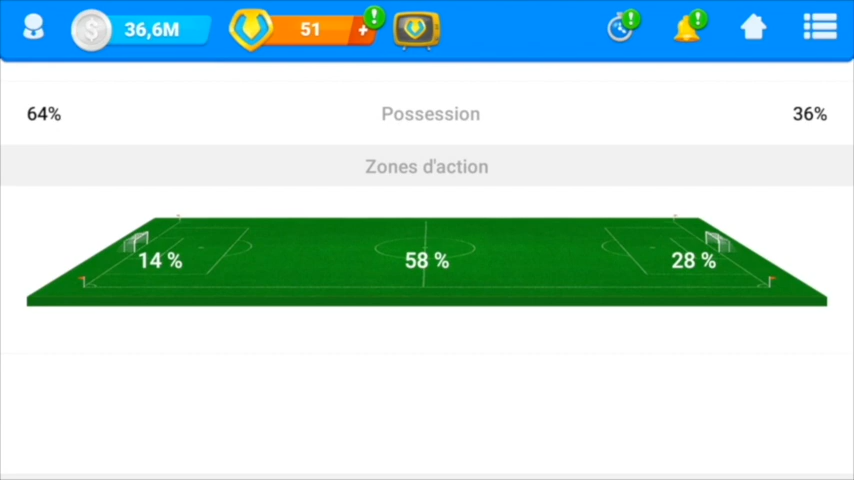 36,6M
51
+
64%
Possession
36%
Zones d'action
14 %
58 %
28 %